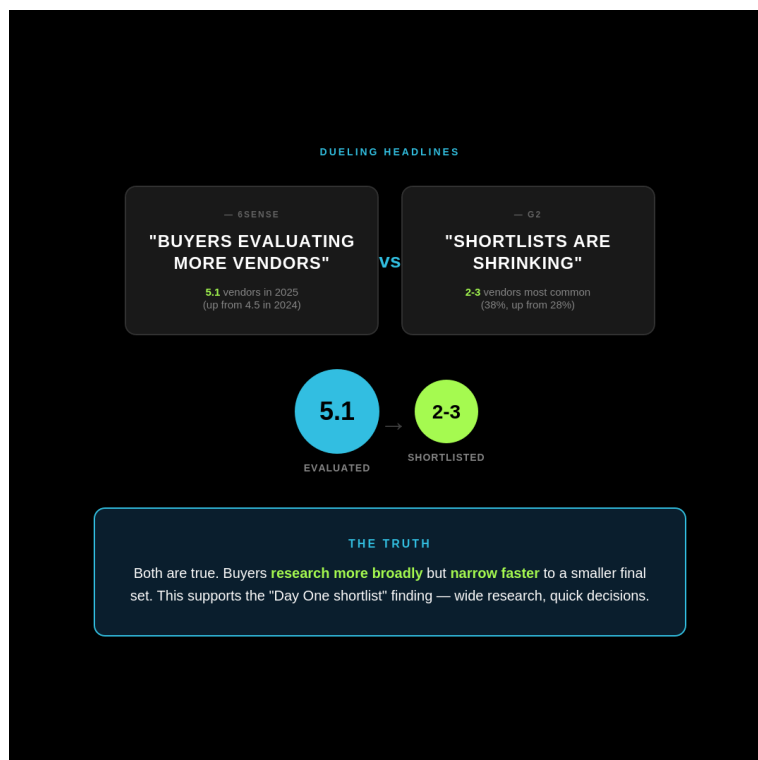 DUELING HEADLINES
— 6SENSE
"BUYERS EVALUATING
MORE VENDORS"
5.1 vendors in 2025
(up from 4.5 in 2024)
VS
— G2
"SHORTLISTS ARE
SHRINKING"
2-3 vendors most common
(38%, up from 28%)
5.1
→
2-3
EVALUATED
SHORTLISTED
THE TRUTH
Both are true. Buyers research more broadly but narrow faster to a smaller final
set. This supports the "Day One shortlist" finding — wide research, quick decisions.